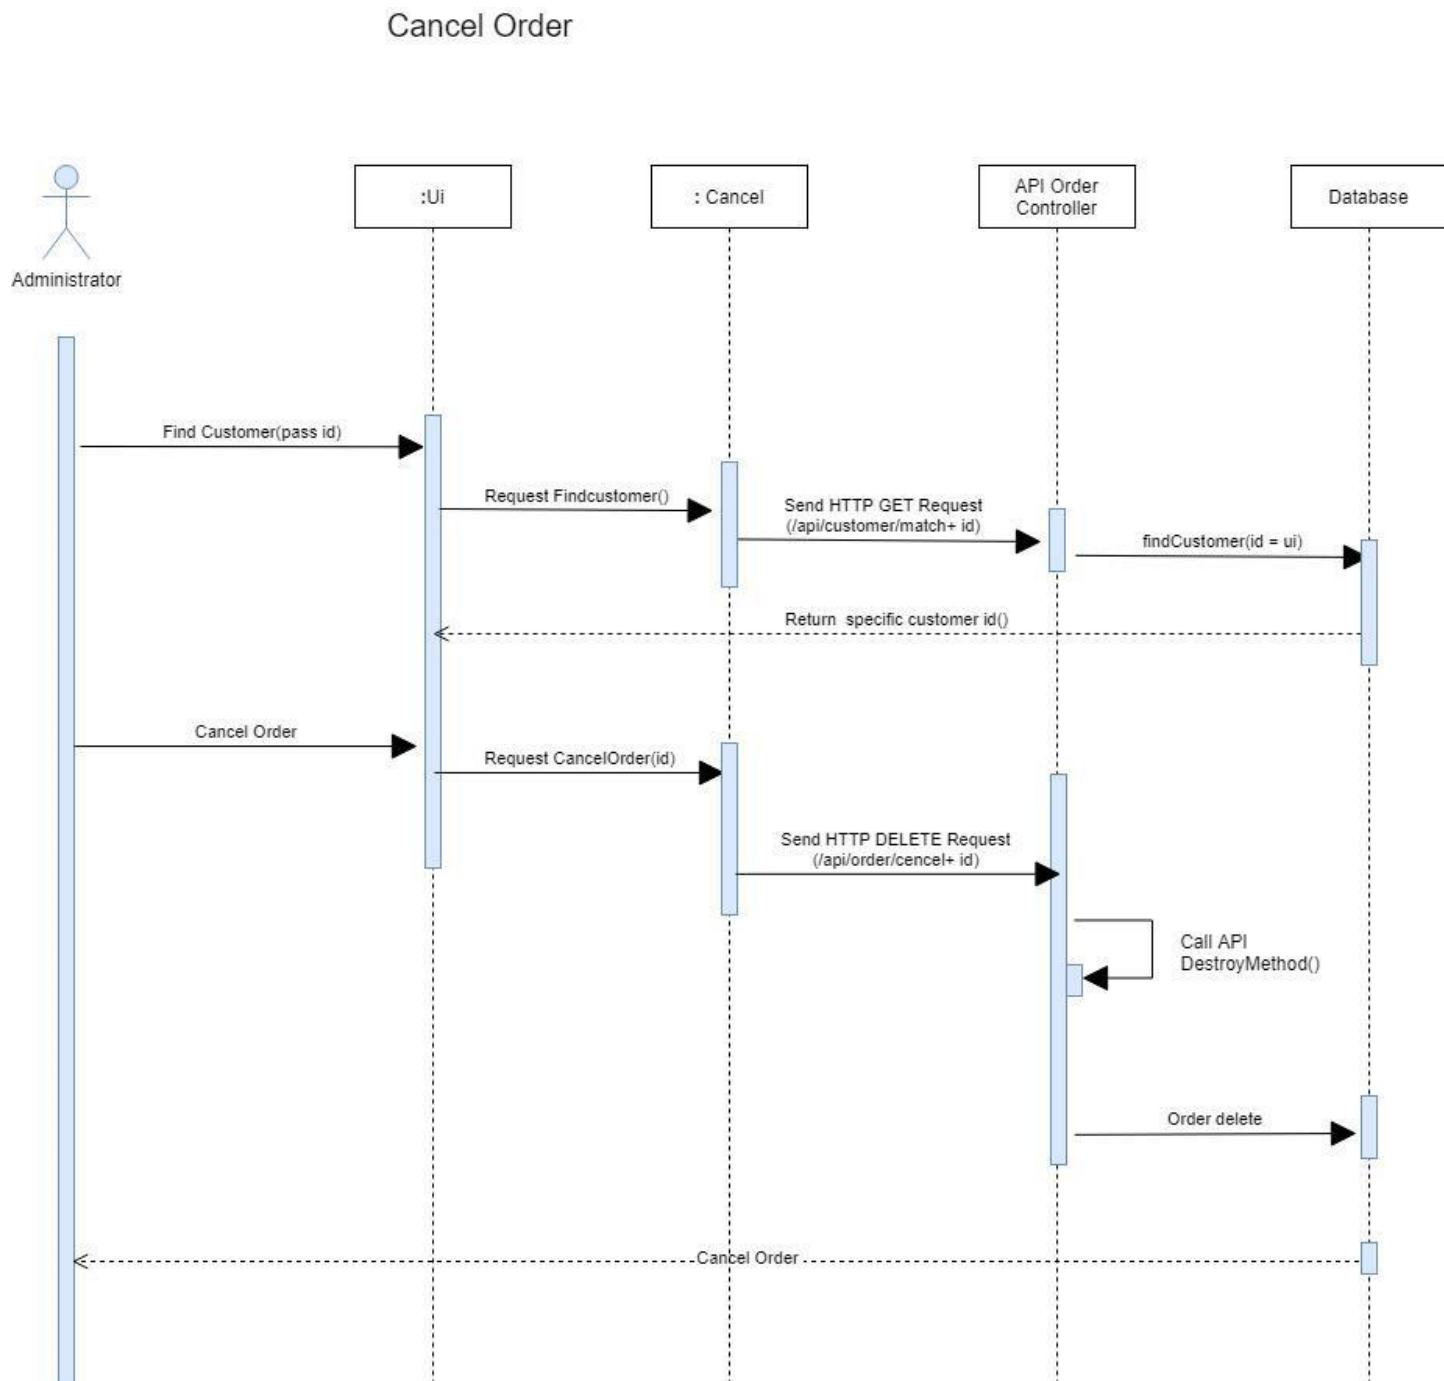 Cancel Order
:Ui
: Cancel
API Order
Controller
Database
Administrator
Find Customer(pass id)
Request Findcustomer()
Send HTTP GET Request
(/api/customer/match+ id)
findCustomer(id = ui)
Return  specific customer id()
Cancel Order
Request CancelOrder(id)
Send HTTP DELETE Request
(/api/order/cencel+ id)
Call API
DestroyMethod()
Order delete
Cancel Order